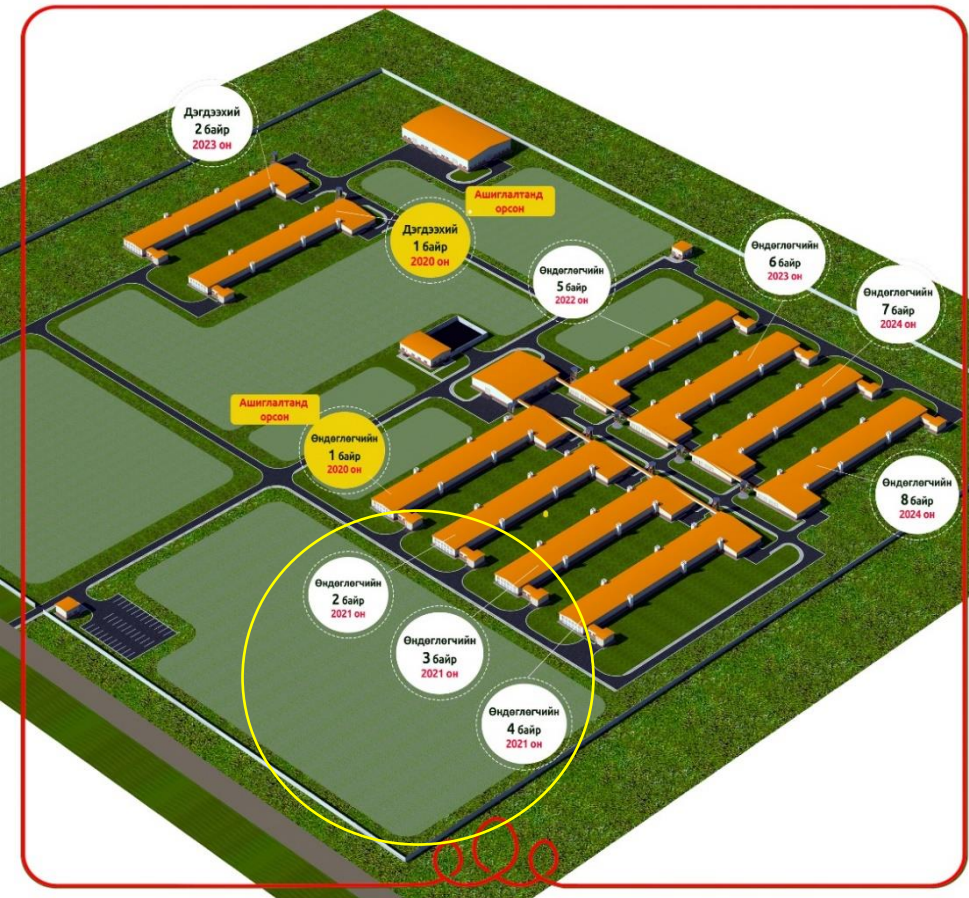 Дэгдээхий
2 байр
2023 он
Ашиглалтанд
орсон
Дэгдээхий
1 байр
2020 он
Өндөглөгчийн
5 байр
2022 он
Өндөглөгчийн
6 байр
2023 он
Өндөглөгчийн
7 байр
2024 он
Ашиглалтанд
орсон
Өндөглөгчийн
1 байр
2020 он
Өндөглөгчийн
8 байр
2024 он
Өндөглөгчийн
2 байр
2021 он
Өндөглөгчийн
3 байр
2021 он
Өндөглөгчийн
4 байр
2021 он